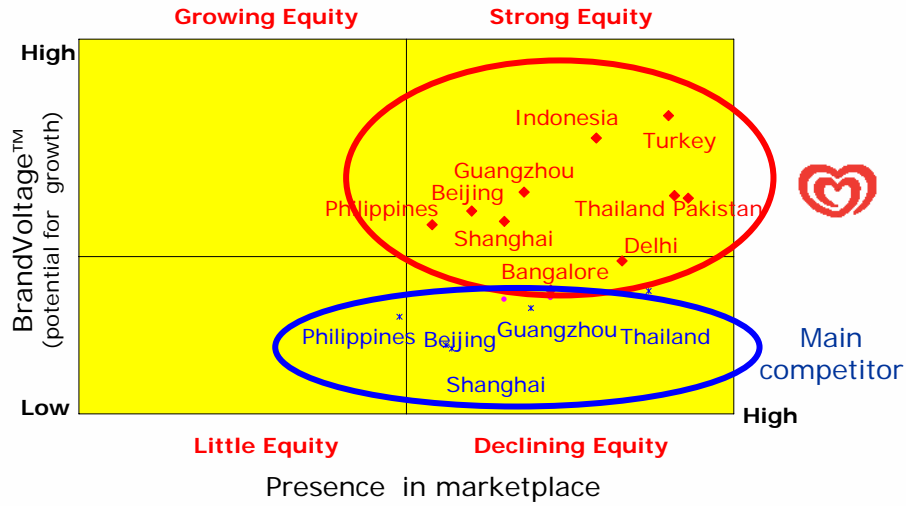 Growing Equity
Strong Equity
High
BrandVoltage™
(potential for growth)
Indonesia
Turkey
Guangzhou
Beijing
Philippines
Thailand Pakistan
Shanghai
Delhi
Bangalore
Philippines
Beijing
Guangzhou
Thailand
Main
competitor
Shanghai
Low
High
Little Equity
Declining Equity
Presence in marketplace